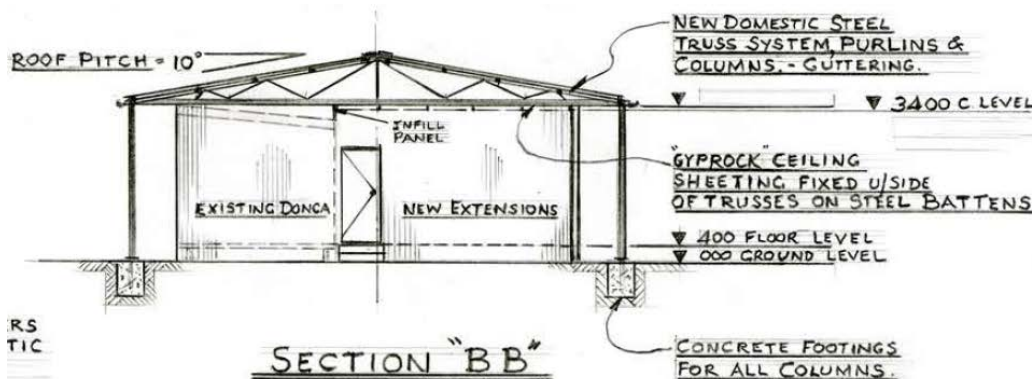 NEW DOMESTIC STEEL
TRUSS SYSTEM, PURLINS &
COLUMNS. - GUTTERING.
ROOF PITCH = 10°
3400 C. LEVEL
INFILL
PANEL
"GYPROCK" CEILING
SHEETING FIXED U/SIDE
OF TRUSSES ON STEEL BATTENS
EXISTING DONGA
NEW EXTENSIONS
400 FLOOR LEVEL
000 GROUND LEVEL
ERS
TIC
SECTION "BB"
CONCRETE FOOTINGS
FOR ALL COLUMNS.